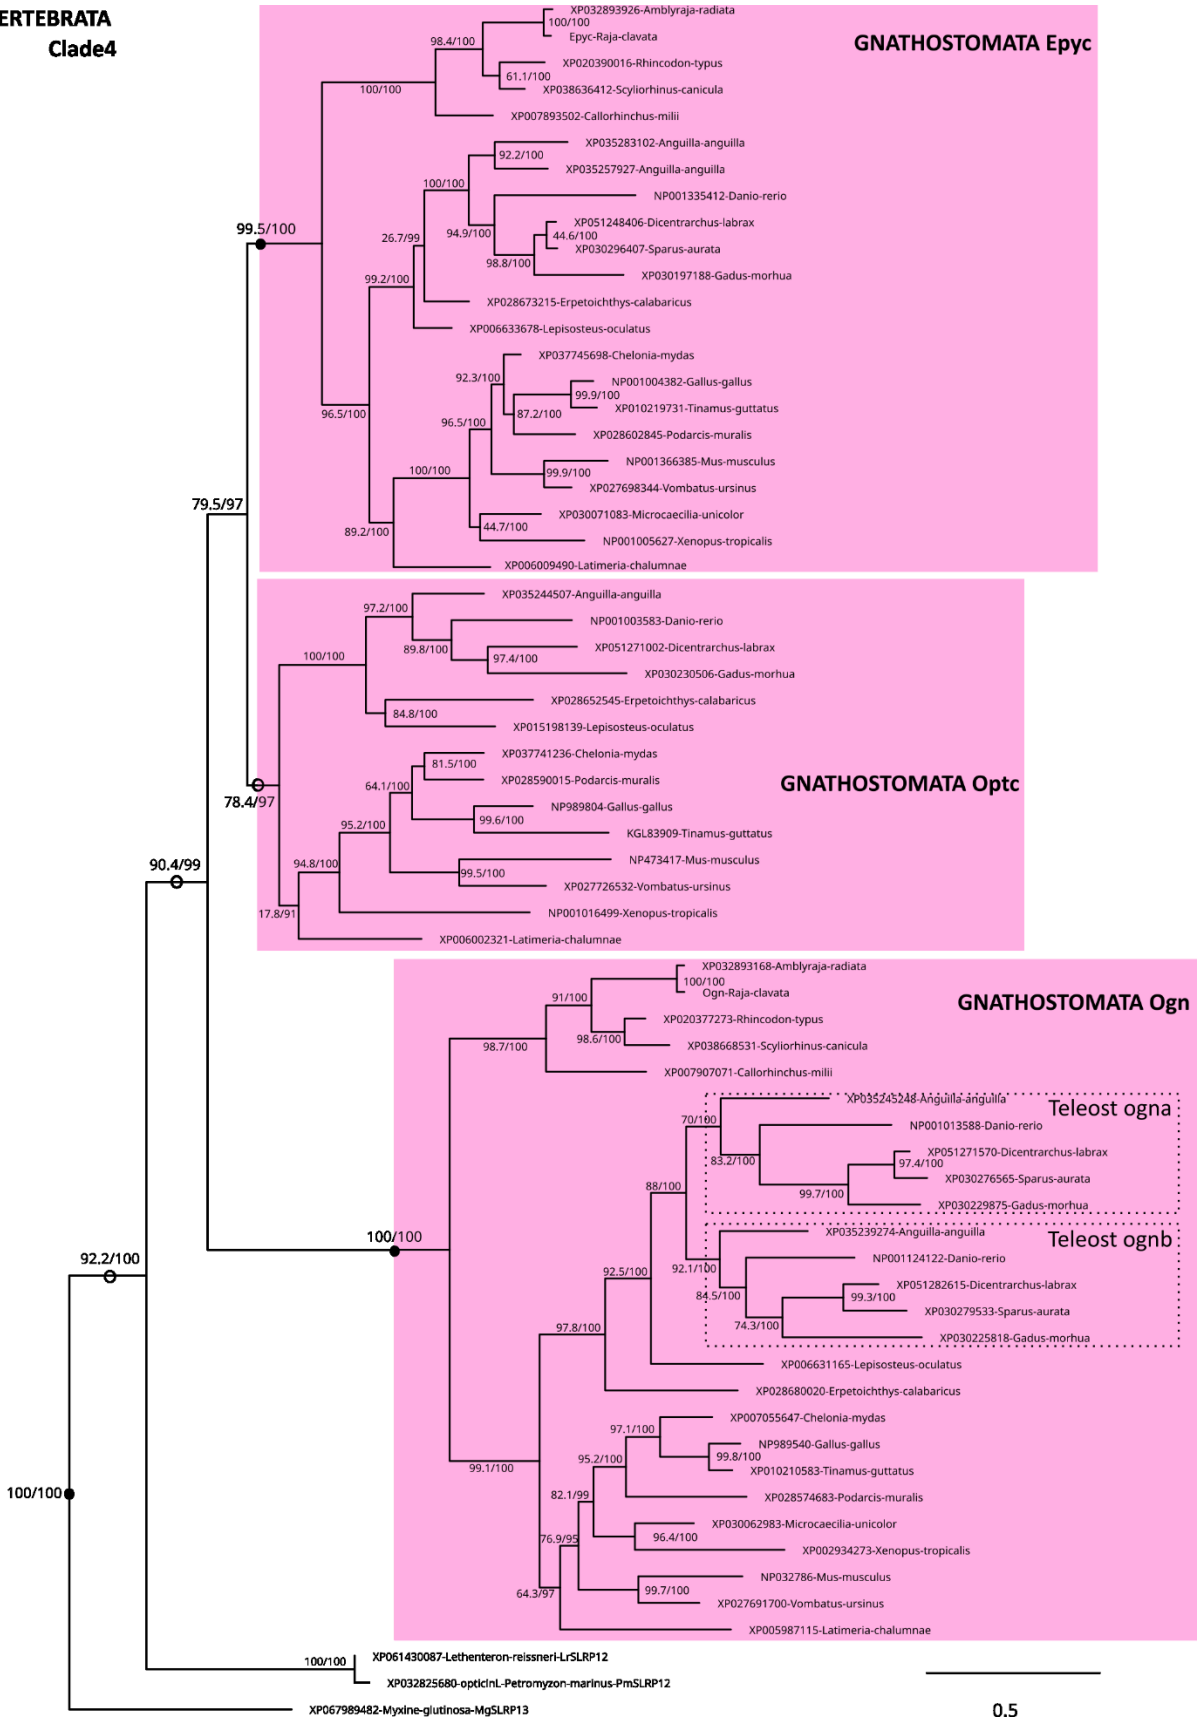 ERTEBRATA
Clade4
GNATHOSTOMATA Epyc
XP032893926-Amblyraja-radiata
100/100
Epyc-Raja-clavata
98.4/100
XP020390016-Rhincodon-typus
61.1/100
XP038636412-Scyliorhinus-canicula
100/100
XP007893502-Callorhinchus-milii
XP035283102-Anguilla-anguilla
92.2/100
XP035257927-Anguilla-anguilla
100/100
NP001335412-Danio-rerio
XP051248406-Dicentrarchus-labrax
94.9/100
44.6/100
26.7/99
XP030296407-Sparus-aurata
98.8/100
XP030197188-Gadus-morhua
99.5/100
99.2/100
XP028673215-Erpetoichthys-calabaricus
XP006633678-Lepisosteus-oculatus
XP037745698-Chelonia-mydas
92.3/100
NP001004382-Gallus-gallus
99.9/100
XP010219731-Tinamus-guttatus
96.5/100
87.2/100
96.5/100
XP028602845-Podarcis-muralis
NP001366385-Mus-musculus
100/100
99.9/100
XP027698344-Vombatus-ursinus
79.5/97
XP030071083-Microcaecilia-unicolor
89.2/100
44.7/100
NP001005627-Xenopus-tropicalis
XP006009490-Latimeria-chalumnae
XP035244507-Anguilla-anguilla
97.2/100
NP001003583-Danio-rerio
89.8/100
XP051271002-Dicentrarchus-labrax
100/100
97.4/100
XP030230506-Gadus-morhua
XP028652545-Erpetoichthys-calabaricus
84.8/100
XP015198139-Lepisosteus-oculatus
XP037741236-Chelonia-mydas
81.5/100
GNATHOSTOMATA Optc
XP028590015-Podarcis-muralis
64.1/100
78.4/97
NP989804-Gallus-gallus
95.2/100
99.6/100
KGL83909-Tinamus-guttatus
90.4/99
94.8/100
NP473417-Mus-musculus
99.5/100
XP027726532-Vombatus-ursinus
17.8/91
NP001016499-Xenopus-tropicalis
XP006002321-Latimeria-chalumnae
XP032893168-Amblyraja-radiata
100/100
Ogn-Raja-clavata
GNATHOSTOMATA Ogn
91/100
XP020377273-Rhincodon-typus
98.6/100
98.7/100
XP038668531-Scyliorhinus-canicula
XP007907071-Callorhinchus-milii
XP035245248-Anguilla-anguilla
Teleost ogna
70/100
NP001013588-Danio-rerio
83.2/100
XP051271570-Dicentrarchus-labrax
97.4/100
XP030276565-Sparus-aurata
88/100
99.7/100
XP030229875-Gadus-morhua
100/100
XP035239274-Anguilla-anguilla
Teleost ognb
92.2/100
NP001124122-Danio-rerio
92.5/100
92.1/100
XP051282615-Dicentrarchus-labrax
84.5/100
99.3/100
XP030279533-Sparus-aurata
97.8/100
74.3/100
XP030225818-Gadus-morhua
XP006631165-Lepisosteus-oculatus
XP028680020-Erpetoichthys-calabaricus
XP007055647-Chelonia-mydas
97.1/100
NP989540-Gallus-gallus
99.8/100
99.1/100
95.2/100
XP010210583-Tinamus-guttatus
100/100
82.1/99
XP028574683-Podarcis-muralis
XP030062983-Microcaecilia-unicolor
96.4/100
76.9/95
XP002934273-Xenopus-tropicalis
NP032786-Mus-musculus
64.3/97
99.7/100
XP027691700-Vombatus-ursinus
XP005987115-Latimeria-chalumnae
XP061430087-Lethenteron-reissneri-LrSLRP12
100/100
XP032825680-opticinL-Petromyzon-marinus-PmSLRP12
XP067989482-Myxine-glutinosa-MgSLRP13
0.5